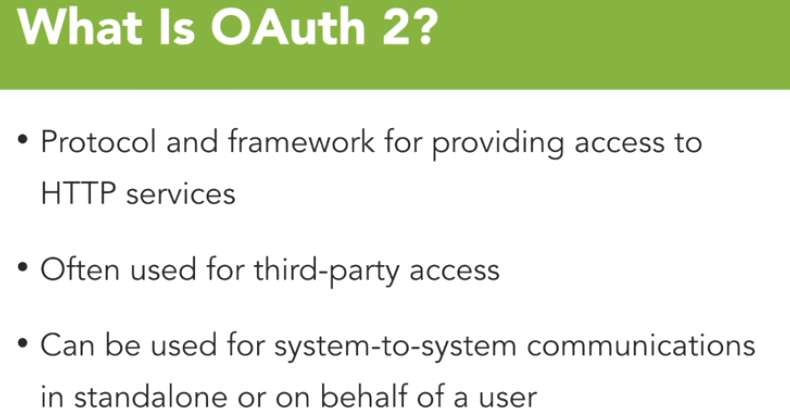 What Is OAuth 2?
• Protocol and framework for providing access to
HTTP services
• Often used for third-party access
• Can be used for system-to-system communications
in standalone or on behalf of a user